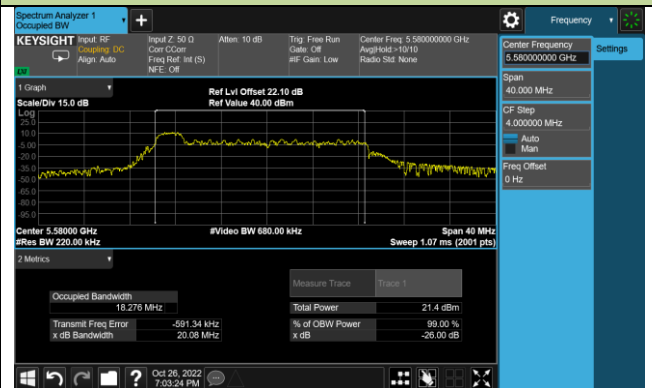 Spectrum Analyzer 1
Occupied BW
Frequency
KEYSIGHT
Input: RF
Coupling: DC
Align: Auto
Input Z: 50 Ω
Corr CCorr
Freq Ref: Int (S)
NFE: Off
Atten: 10 dB
Trig: Free Run
Gate: Off
#IF Gain: Low
Center Freq: 5.580000000 GHz
Avg|Hold:>10/10
Radio Std: None
Center Frequency
5.580000000 GHz
Settings
Span
40.000 MHz
CF Step
4.000000 MHz
Auto
Man
Freq Offset
0 Hz
1 Graph
Scale/Div 15.0 dB
Ref Lvl Offset 22.10 dB
Ref Value 40.00 dBm
Log
25.0
10.0
-5.00
-20.0
-35.0
-50.0
-65.0
-80.0
-95.0
Center 5.58000 GHz
#Res BW 220.00 kHz
#Video BW 680.00 kHz
Span 40 MHz
Sweep 1.07 ms (2001 pts)
2 Metrics
Measure Trace
Trace 1
Occupied Bandwidth
18.276 MHz
Total Power
21.4 dBm
Transmit Freq Error
-591.34 kHz
% of OBW Power
99.00 %
x dB Bandwidth
20.08 MHz
x dB
-26.00 dB
?
Oct 26, 2022
7:03:24 PM